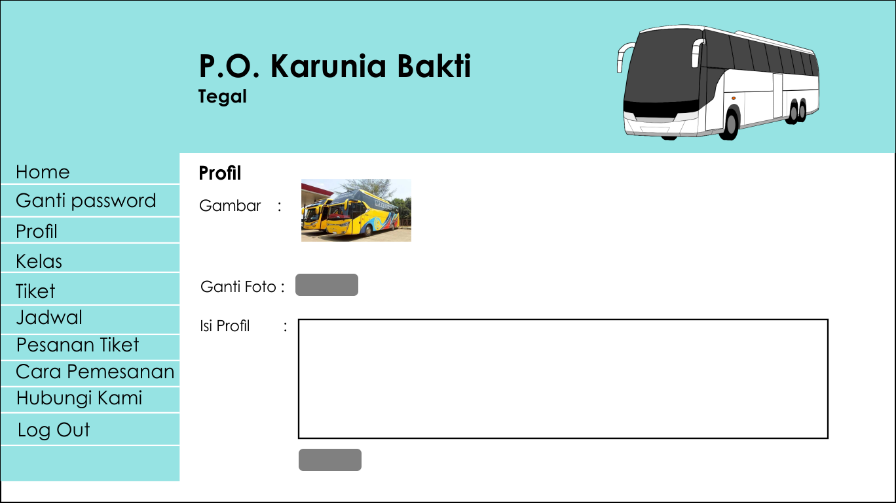 P.O. Karunia Bakti
Tegal
Home
Ganti password
Profil
Kelas
Tiket
Jadwal
Pesanan Tiket
Cara Pemesanan
Hubungi Kami
Log Out
Profil
Gambar :
Ganti Foto :
Isi Profil :